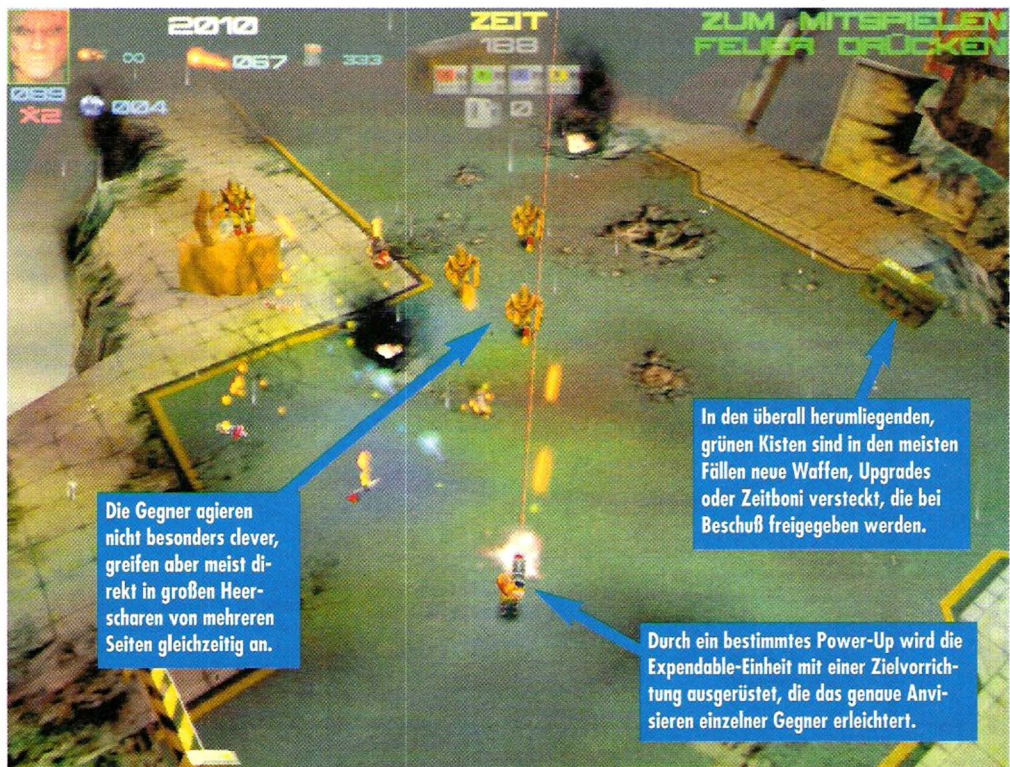 2010
ZEIT
ZUM MITSPIELEN
FEUER DRÜCKEN
∞
067
333
188
099
X2
004
0
In den überall herumliegenden,
grünen Kisten sind in den meisten
Fällen neue Waffen, Upgrades
oder Zeitboni versteckt, die bei
Beschuß freigegeben werden.
Die Gegner agieren
nicht besonders clever,
greifen aber meist di-
rekt in großen Heer-
scharen von mehreren
Seiten gleichzeitig an.
Durch ein bestimmtes Power-Up wird die
Expendable-Einheit mit einer Zielvorrich-
tung ausgerüstet, die das genaue Anvi-
sieren einzelner Gegner erleichtert.